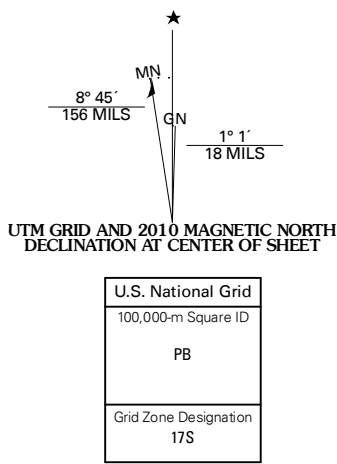 MN
8° 45´
156 MILS
GN
1° 1´
18 MILS
UTM GRID AND 2010 MAGNETIC NORTH
DECLINATION AT CENTER OF SHEET
U.S. National Grid
100,000-m Square ID
PB
Grid Zone Designation
17S